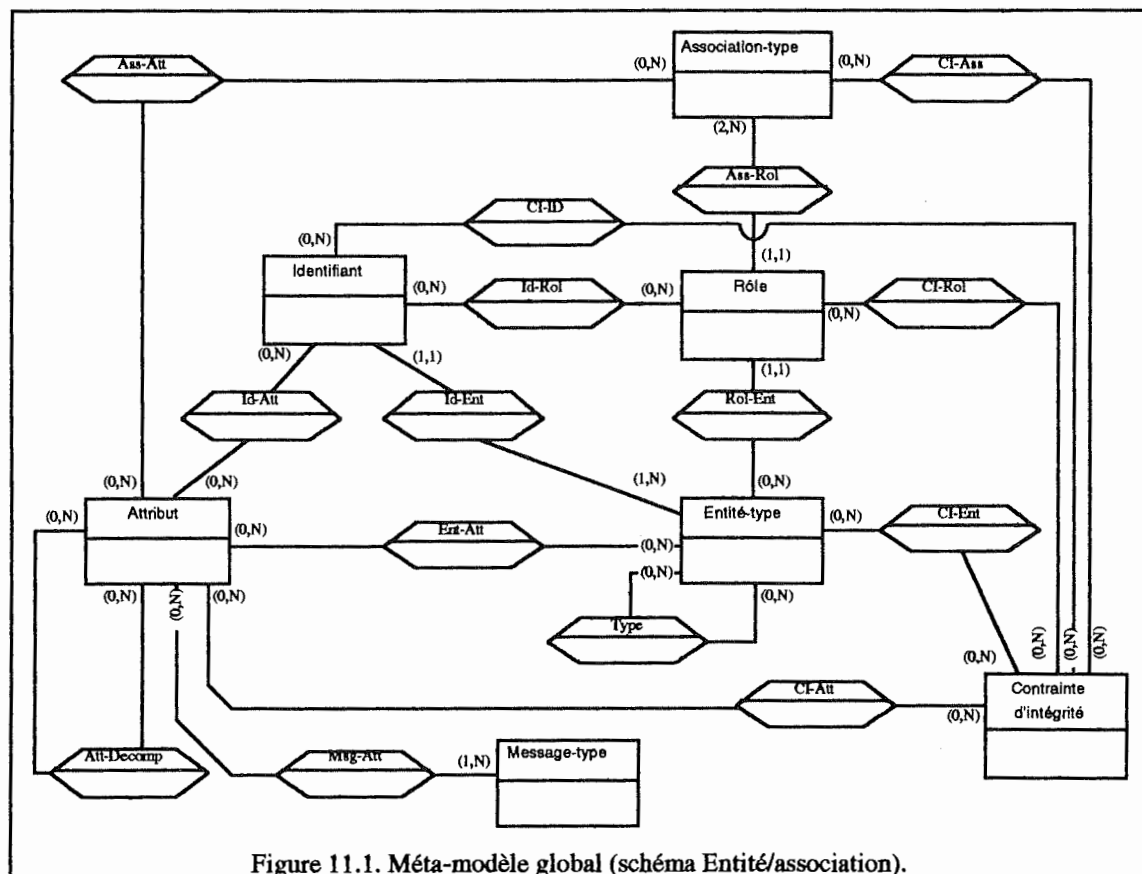 Association-type
Ass-Att
(0,N)
(0,N)
CI-Ass
(2,N)
Ass-Rol
CI-ID
(0,N)
(1,1)
Identifiant
Rôle
(0,N)
Id-Rol
(0,N)
CI-Rol
(0,N)
(0,N)
(1,1)
(1,1)
Id-Att
Id-Ent
Rol-Ent
(0,N)
(0,N)
(1,N)
(0,N)
(0,N)
Attribut
Entité-type
(0,N)
CI-Ent
(0,N)
Ent-Att
(0,N)
(0,N)
(0,N)
(0,N)
(0,N)
(0,N)
Type
(0,N)
(0,N)
(0,N)
(0,N)
CI-Att
Contrainte
d'intégrité
(0,N)
Att-Decomp
Msg-Att
(1,N)
Message-type
Figure 11.1. Méta-modèle global (schéma Entité/association).